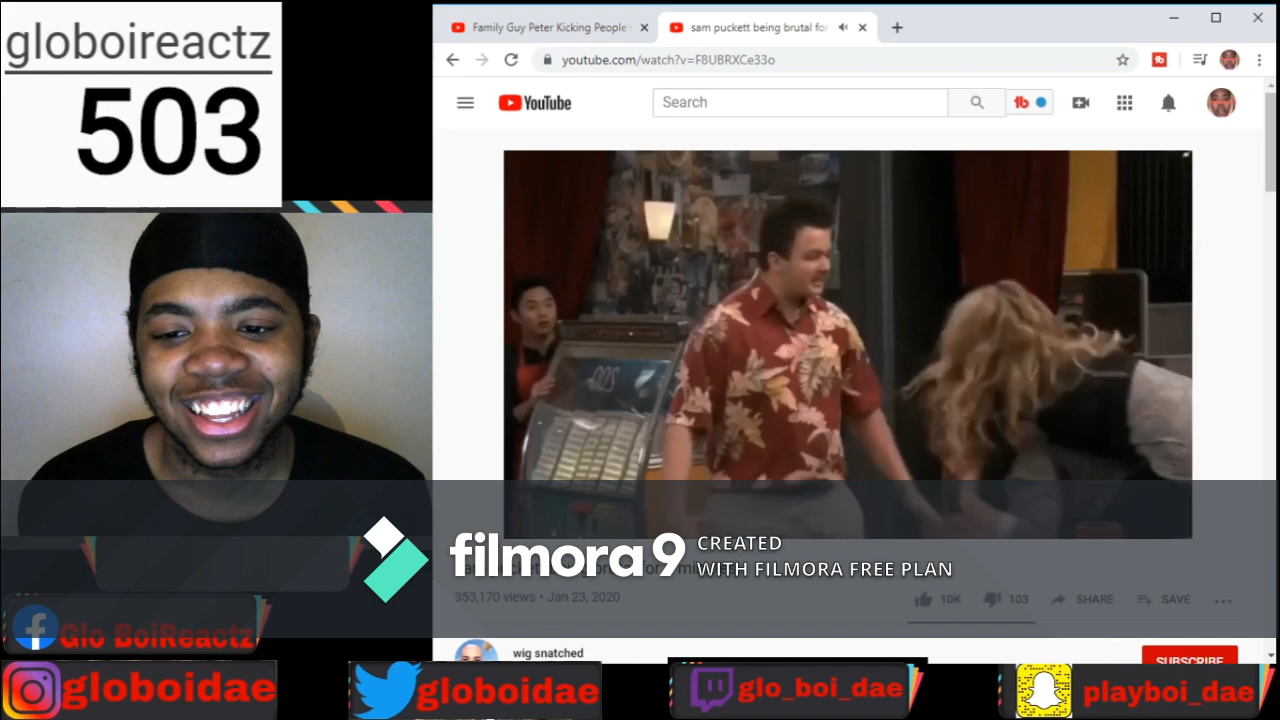 globoireactz
503
Family Guy Peter Kicking People'
sam puckett being brutal for
youtube.com/watch?v=F8UBRXCe33o
YouTube
Search
tb
filmora9
CREATED
WITH FILMORA FREE PLAN
353,170 views • Jan 23, 2020
10K
103
SHARE
SAVE
wig snatched
SUBSCRIBE
Glo BoiReactz
globoidae
globoidae
glo_boi_dae
playboi_dae